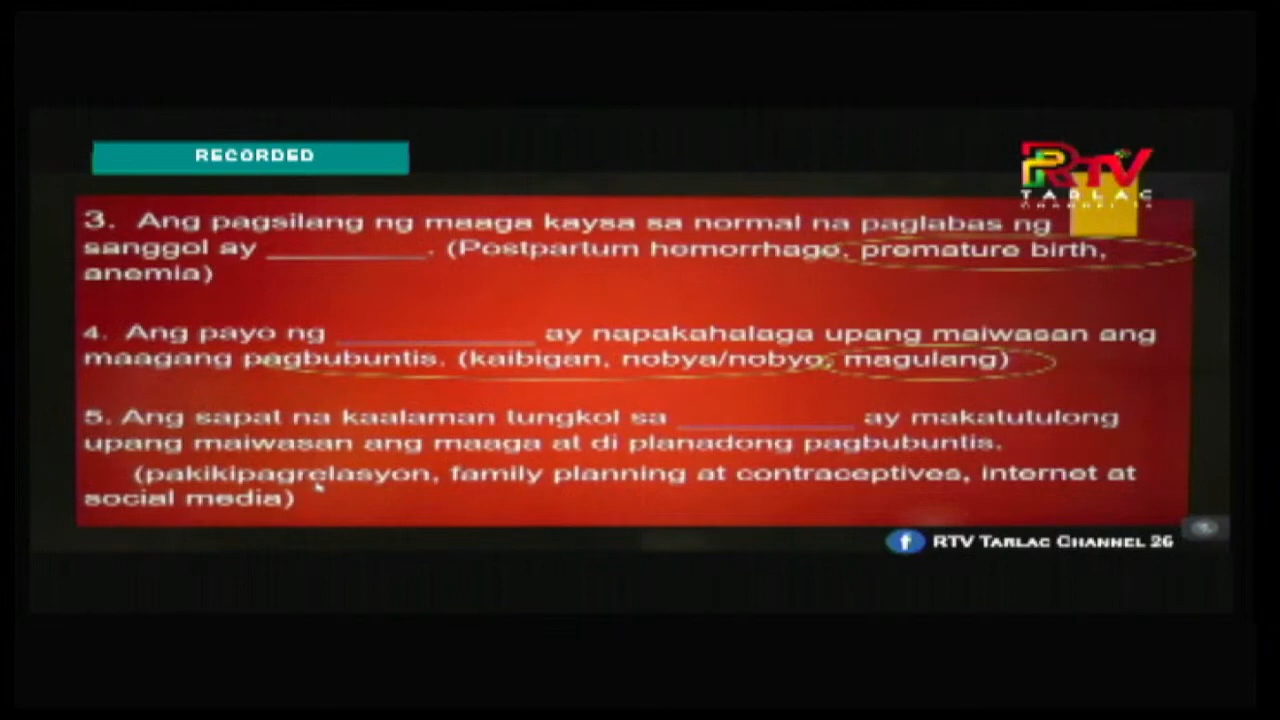 RECORDED
RTV
TARLAC
3. Ang pagsilang ng maaga kaysa sa normal na paglabas ng
sanggol ay ___________. (Postpartum hemorrhage, premature birth,
anemia)
4. Ang payo ng ______________ ay napakahalaga upang maiwasan ang
maagang pagbubuntis. (kaibigan, nobya/nobyo, magulang)
5. Ang sapat na kaalaman tungkol sa ____________ ay makatutulong
upang maiwasan ang maaga at di planadong pagbubuntis.
(pakikipagrelasyon, family planning at contraceptives, internet at
social media)
f RTV TARLAC CHANNEL 26